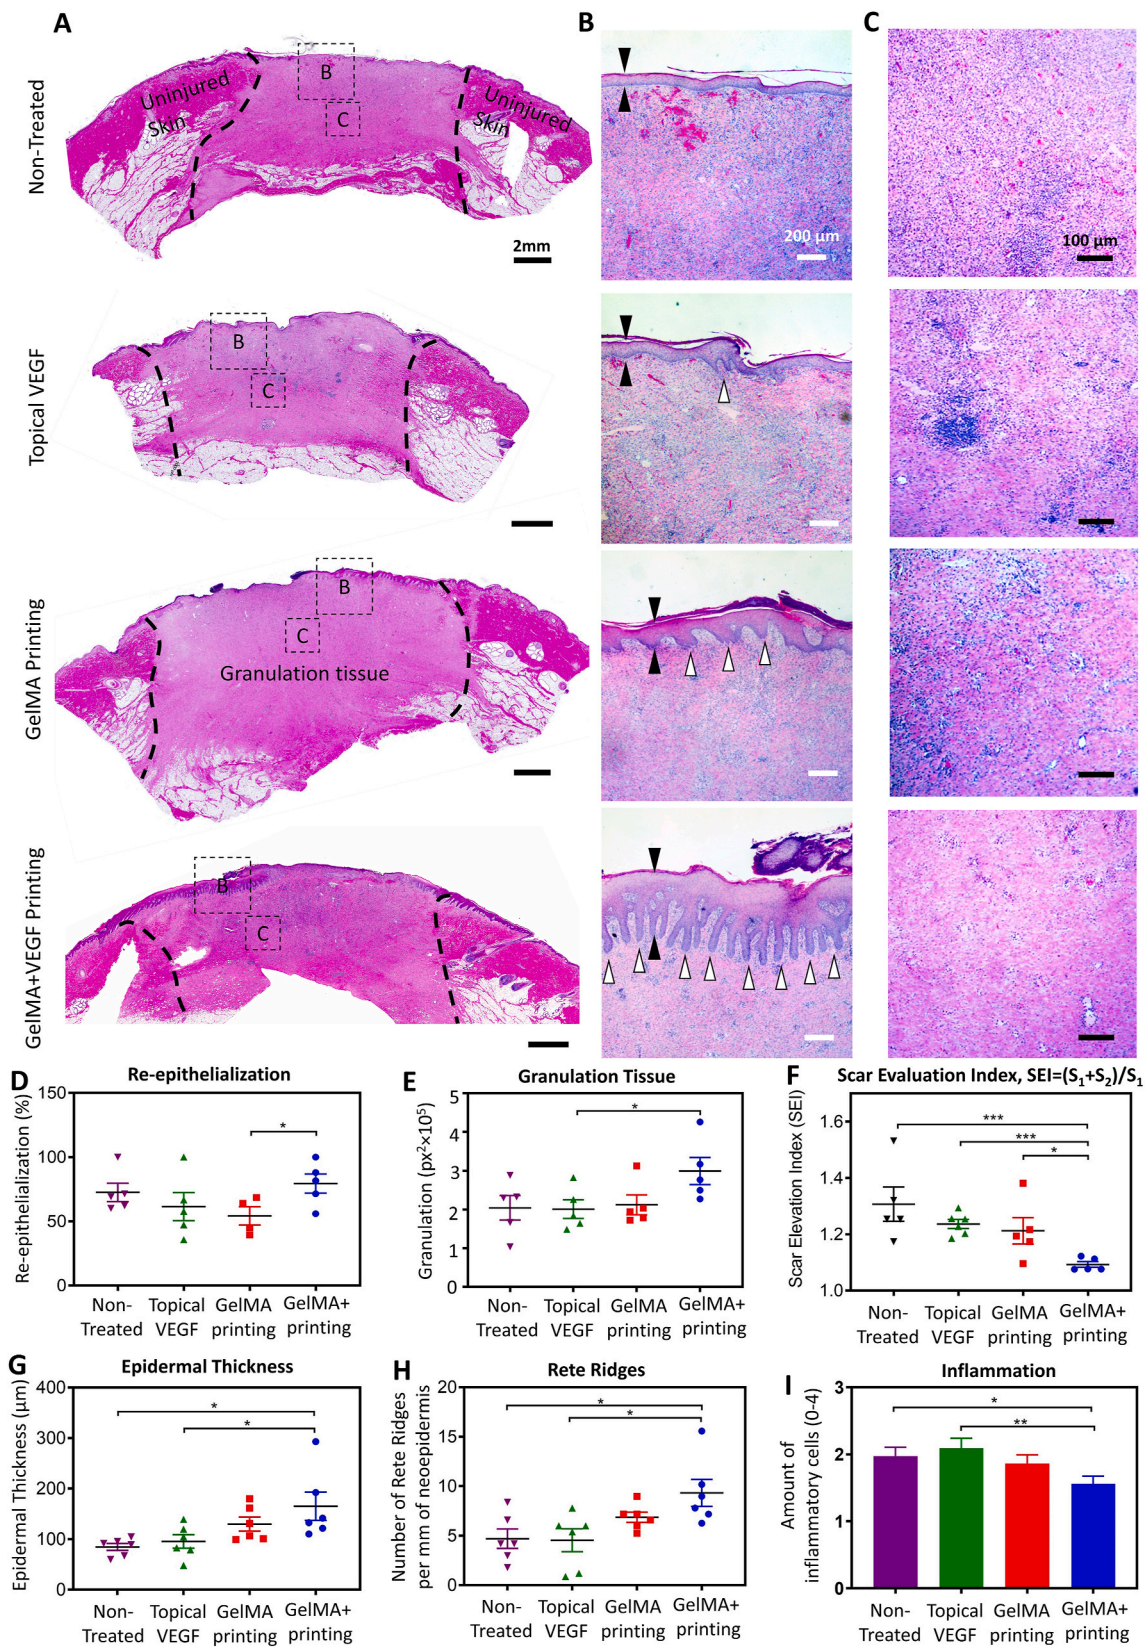 A
B
C
Non-Treated
Uninjured
Skin
B
C
Uninjured
Skin
2mm
200 µm
100 µm
Topical VEGF
B
C
GelMA Printing
B
C
Granulation tissue
GelMA+VEGF Printing
B
C
D
Re-epithelialization
Re-epithelialization (%)
150
100
50
0
*
Non-
Treated
Topical
VEGF
GelMA
printing
GelMA+
printing
E
Granulation Tissue
Granulation (px²×10⁵)
5
4
3
2
1
0
*
Non-
Treated
Topical
VEGF
GelMA
printing
GelMA+
printing
F
Scar Evaluation Index, SEI=(S₁+S₂)/S₁
Scar Elevation Index (SEI)
1.6
1.4
1.2
1.0
***
***
*
Non-
Treated
Topical
VEGF
GelMA
printing
GelMA+
printing
G
Epidermal Thickness
Epidermal Thickness (µm)
400
300
200
100
0
*
*
Non-
Treated
Topical
VEGF
GelMA
printing
GelMA+
printing
H
Rete Ridges
Number of Rete Ridges
per mm of neoepidermis
20
15
10
5
0
*
*
Non-
Treated
Topical
VEGF
GelMA
printing
GelMA+
printing
I
Inflammation
Amount of
inflammatory cells (0-4)
3
2
1
0
*
**
Non-
Treated
Topical
VEGF
GelMA
printing
GelMA+
printing